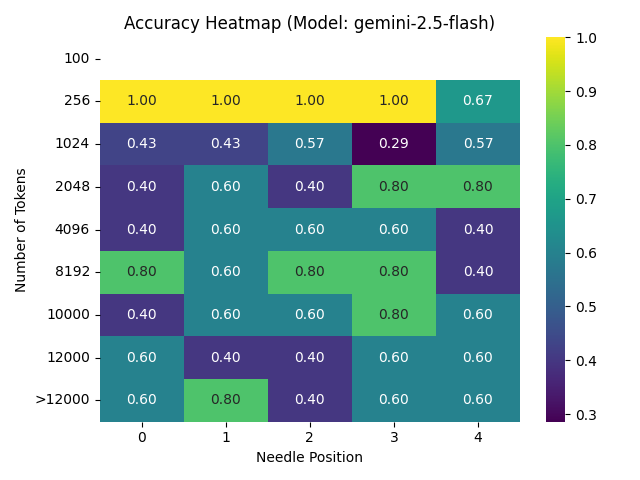 Accuracy Heatmap (Model: gemini-2.5-flash)
Number of Tokens
100
256 1.00 1.00 1.00 1.00 0.67
1024 0.43 0.43 0.57 0.29 0.57
2048 0.40 0.60 0.40 0.80 0.80
4096 0.40 0.60 0.60 0.60 0.40
8192 0.80 0.60 0.80 0.80 0.40
10000 0.40 0.60 0.60 0.80 0.60
12000 0.60 0.40 0.40 0.60 0.60
>12000 0.60 0.80 0.40 0.60 0.60
0 1 2 3 4
Needle Position
1.0
0.9
0.8
0.7
0.6
0.5
0.4
0.3